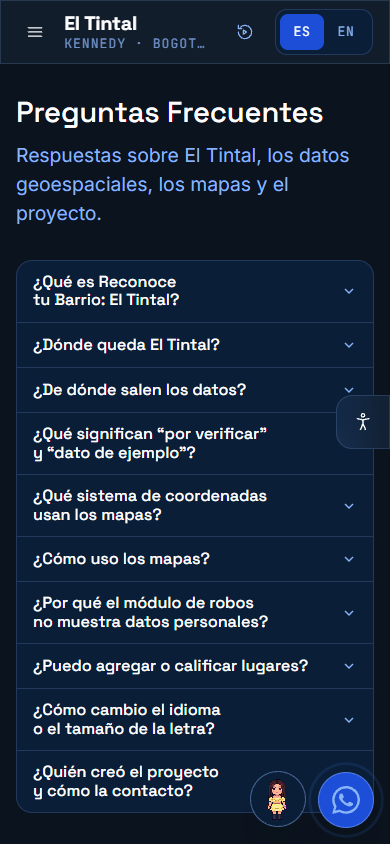 El Tintal
KENNEDY · BOGOT…
ES
EN
Preguntas Frecuentes
Respuestas sobre El Tintal, los datos
geoespaciales, los mapas y el
proyecto.
¿Qué es Reconoce
tu Barrio: El Tintal?
¿Dónde queda El Tintal?
¿De dónde salen los datos?
¿Qué significan “por verificar”
y “dato de ejemplo”?
¿Qué sistema de coordenadas
usan los mapas?
¿Cómo uso los mapas?
¿Por qué el módulo de robos
no muestra datos personales?
¿Puedo agregar o calificar lugares?
¿Cómo cambio el idioma
o el tamaño de la letra?
¿Quién creó el proyecto
y cómo la contacto?